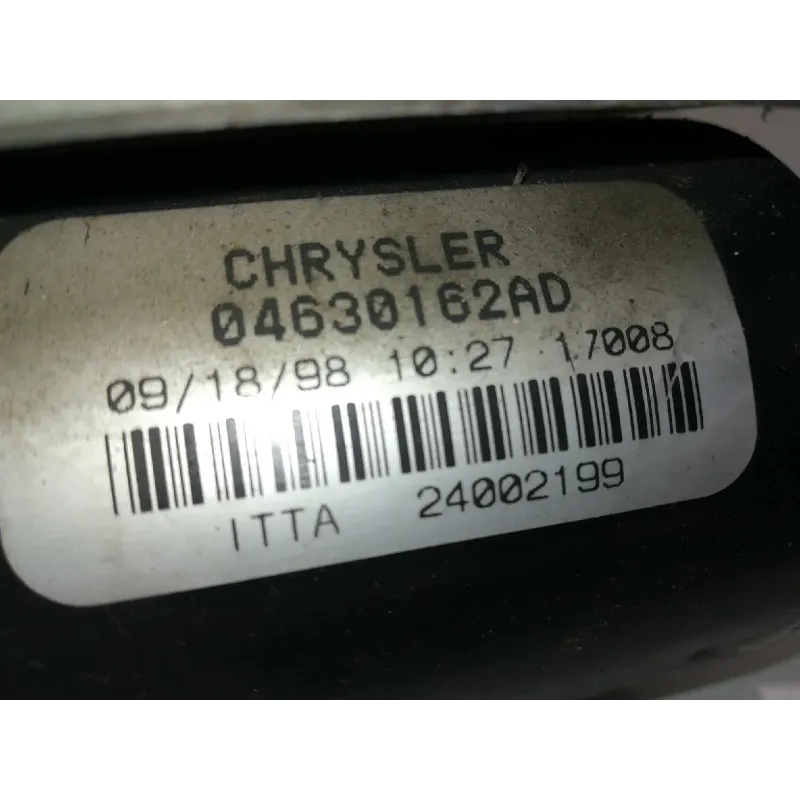 CHRYSLER
04630162AD
09/18/98 10:27 17008
ITTA 24002199